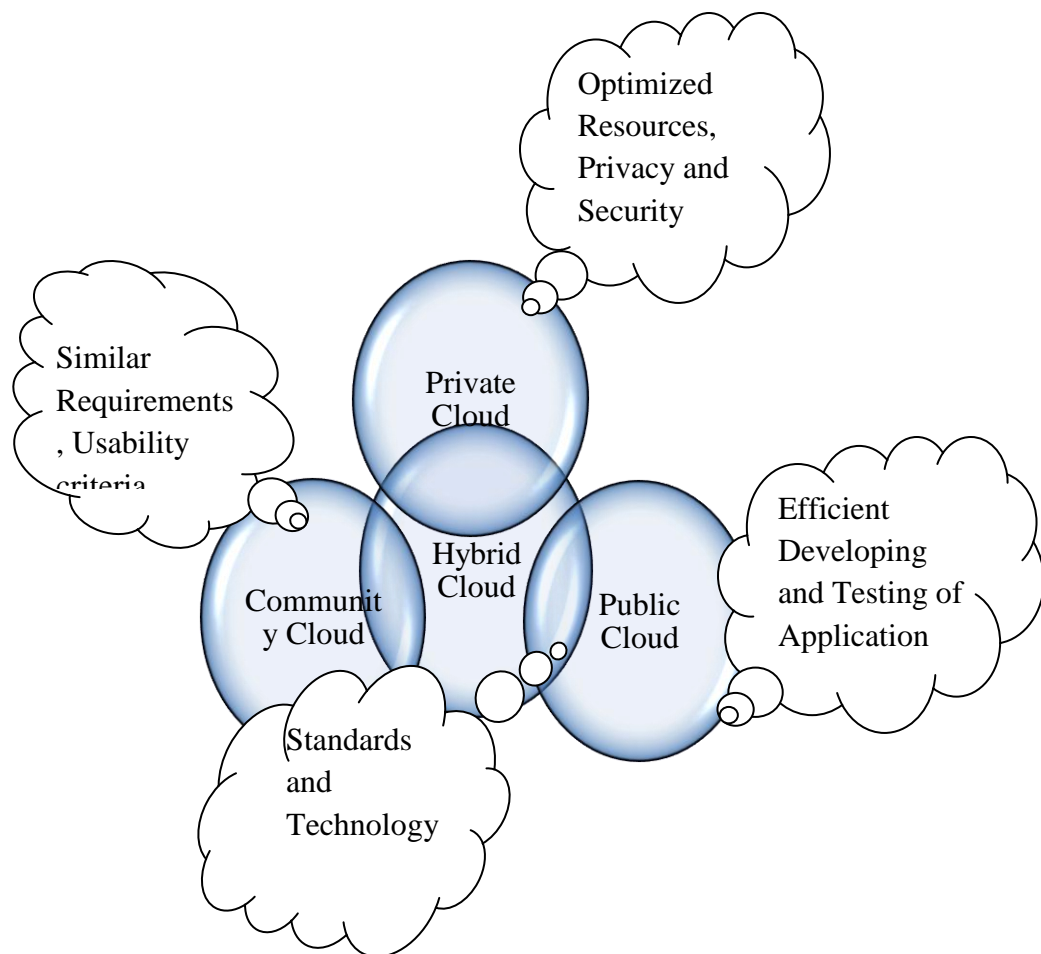 Optimized
Resources,
Privacy and
Security
Similar
Requirements
, Usability
criteria
Private
Cloud
Hybrid
Cloud
Communit
y Cloud
Public
Cloud
Efficient
Developing
and Testing of
Application
Standards
and
Technology